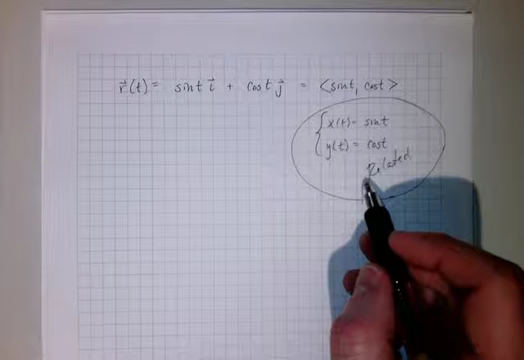 r⃗(t) = sint i⃗ + cost j⃗ = <sint, cost>
x(t) = sint
y(t) = cost
Related